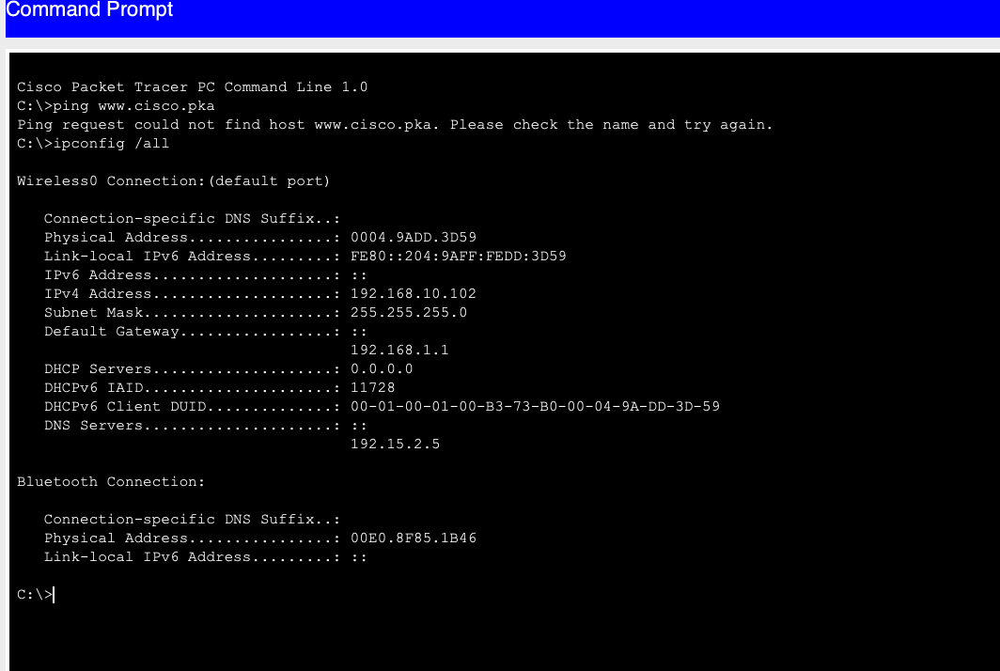 Command Prompt
Cisco Packet Tracer PC Command Line 1.0
C:\>ping www.cisco.pka
Ping request could not find host www.cisco.pka. Please check the name and try again.
C:\>ipconfig /all
Wireless0 Connection:(default port)
Connection-specific DNS Suffix..:
Physical Address................: 0004.9ADD.3D59
Link-local IPv6 Address.........: FE80::204:9AFF:FEDD:3D59
IPv6 Address....................: ::
IPv4 Address....................: 192.168.10.102
Subnet Mask.....................: 255.255.255.0
Default Gateway.................: ::
192.168.1.1
DHCP Servers....................: 0.0.0.0
DHCPv6 IAID.....................: 11728
DHCPv6 Client DUID..............: 00-01-00-01-00-B3-73-B0-00-04-9A-DD-3D-59
DNS Servers.....................: ::
192.15.2.5
Bluetooth Connection:
Connection-specific DNS Suffix..:
Physical Address................: 00E0.8F85.1B46
Link-local IPv6 Address.........: ::
C:\>